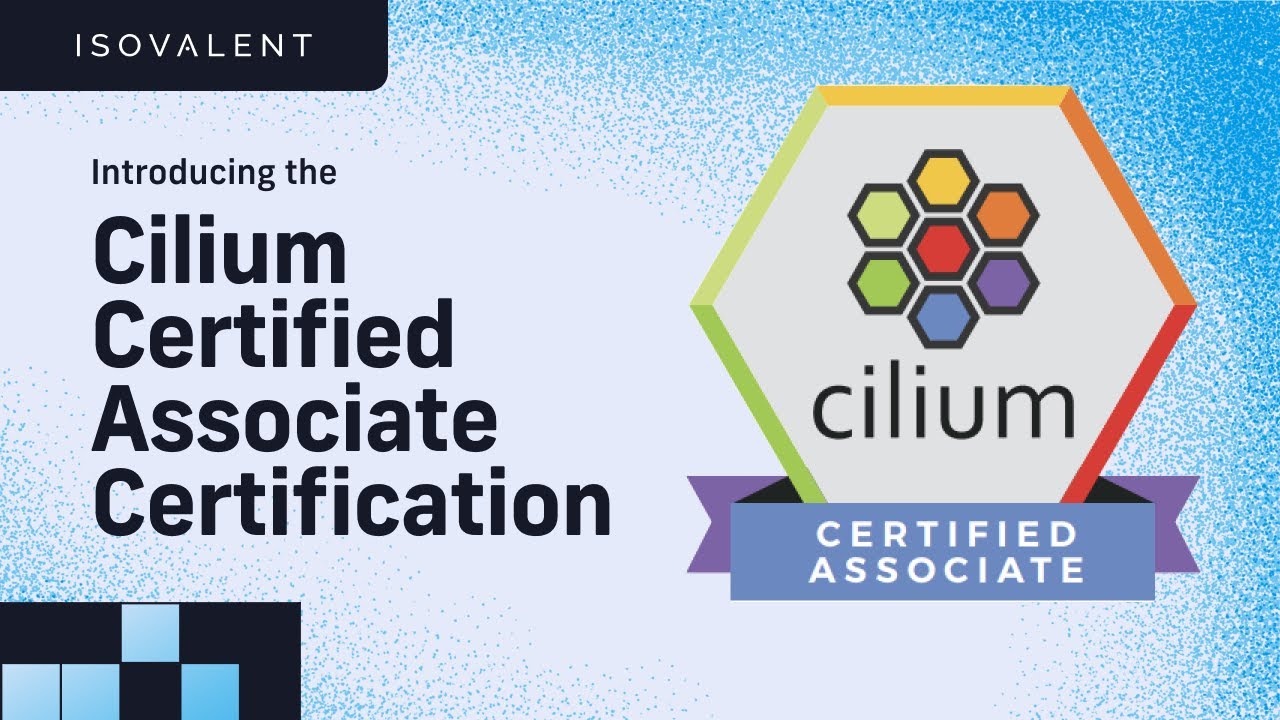 ISOVALENT
Introducing the
Cilium
Certified
Associate
Certification
cilium
CERTIFIED
ASSOCIATE